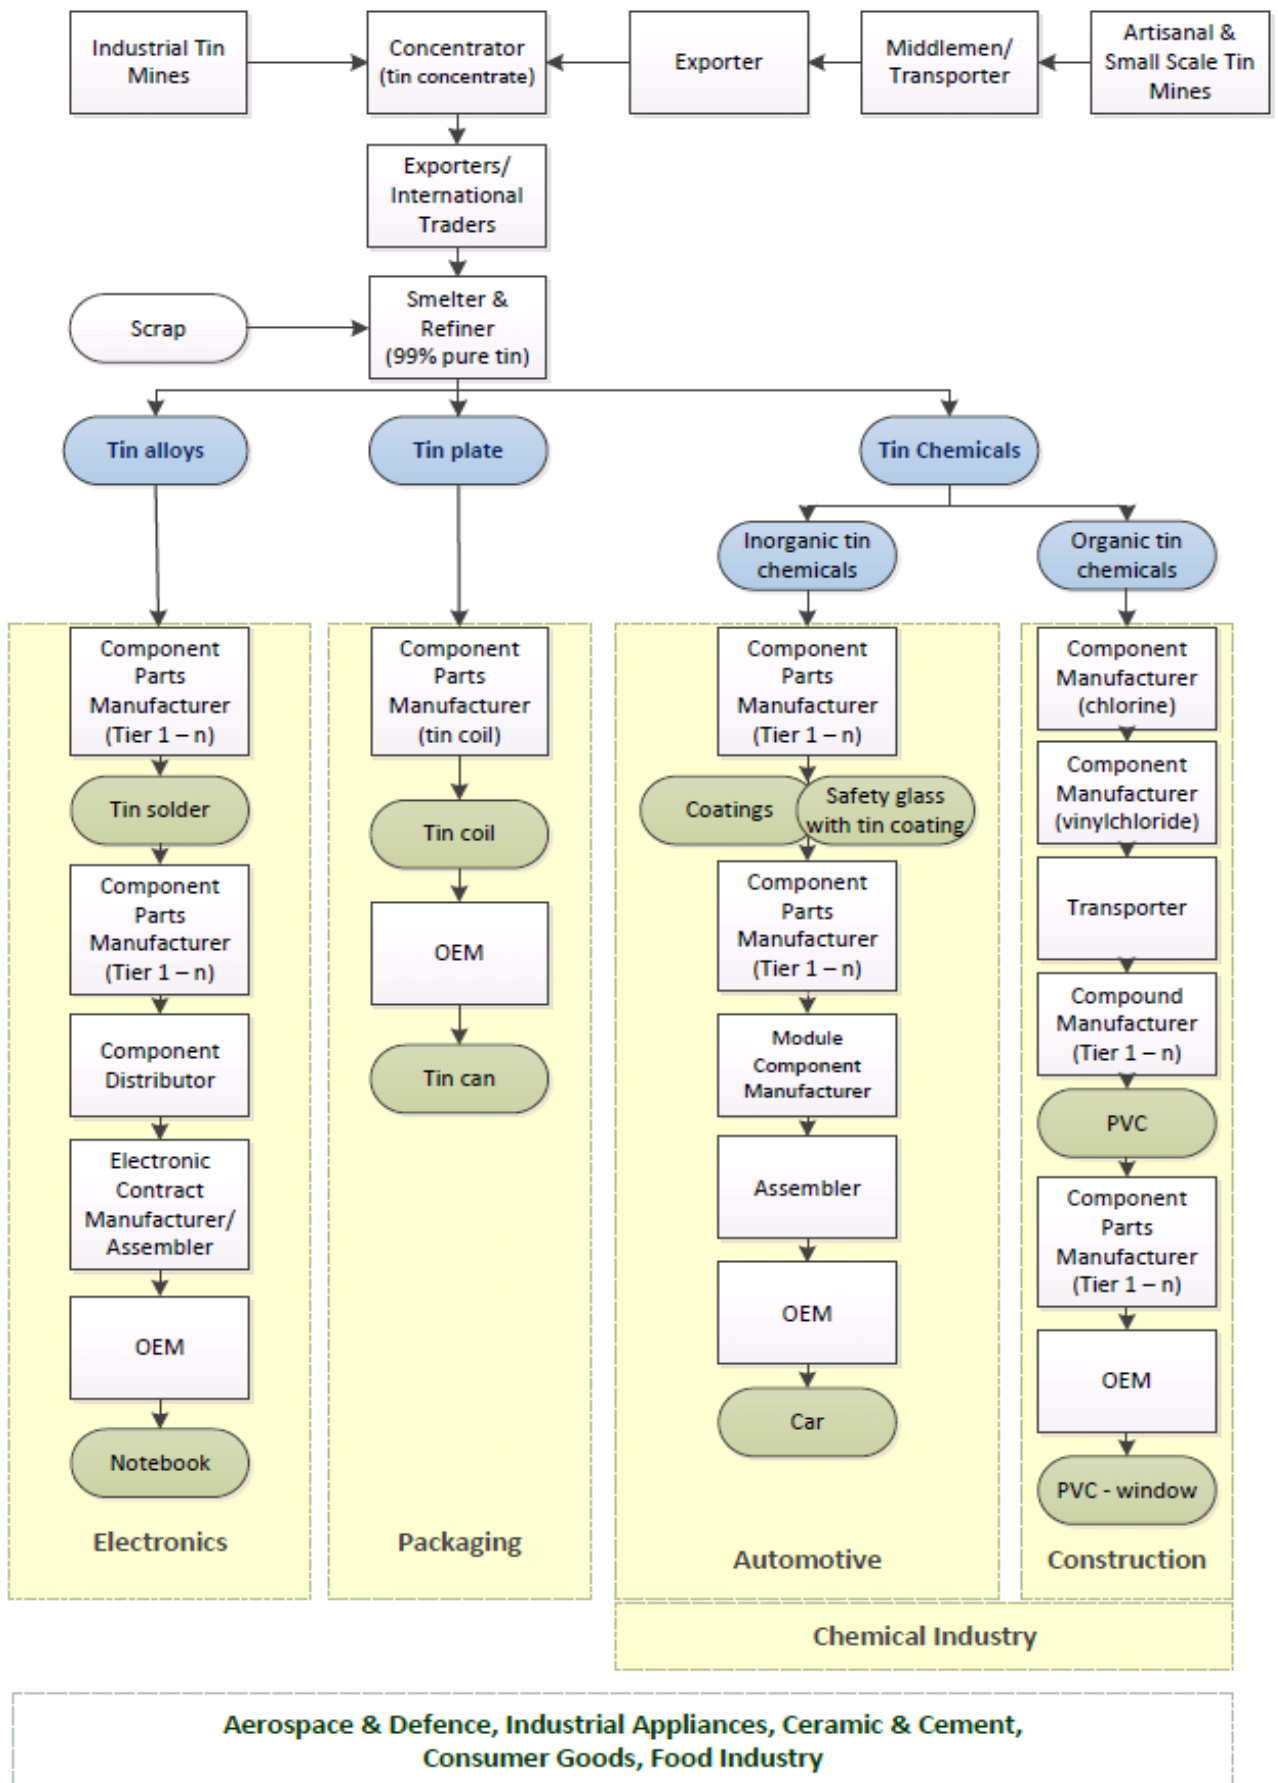 Industrial Tin
Mines
Concentrator
(tin concentrate)
Exporter
Middlemen/
Transporter
Artisanal &
Small Scale Tin
Mines
Exporters/
International
Traders
Scrap
Smelter &
Refiner
(99% pure tin)
Tin alloys
Tin plate
Tin Chemicals
Inorganic tin
chemicals
Organic tin
chemicals
Component
Parts
Manufacturer
(Tier 1 – n)
Tin solder
Component
Parts
Manufacturer
(Tier 1 – n)
Component
Distributor
Electronic
Contract
Manufacturer/
Assembler
OEM
Notebook
Electronics
Component
Parts
Manufacturer
(tin coil)
Tin coil
OEM
Tin can
Packaging
Component
Parts
Manufacturer
(Tier 1 – n)
Coatings
Safety glass
with tin coating
Component
Parts
Manufacturer
(Tier 1 – n)
Module
Component
Manufacturer
Assembler
OEM
Car
Automotive
Component
Manufacturer
(chlorine)
Component
Manufacturer
(vinylchloride)
Transporter
Compound
Manufacturer
(Tier 1 – n)
PVC
Component
Parts
Manufacturer
(Tier 1 – n)
OEM
PVC - window
Construction
Chemical Industry
Aerospace & Defence, Industrial Appliances, Ceramic & Cement,
Consumer Goods, Food Industry